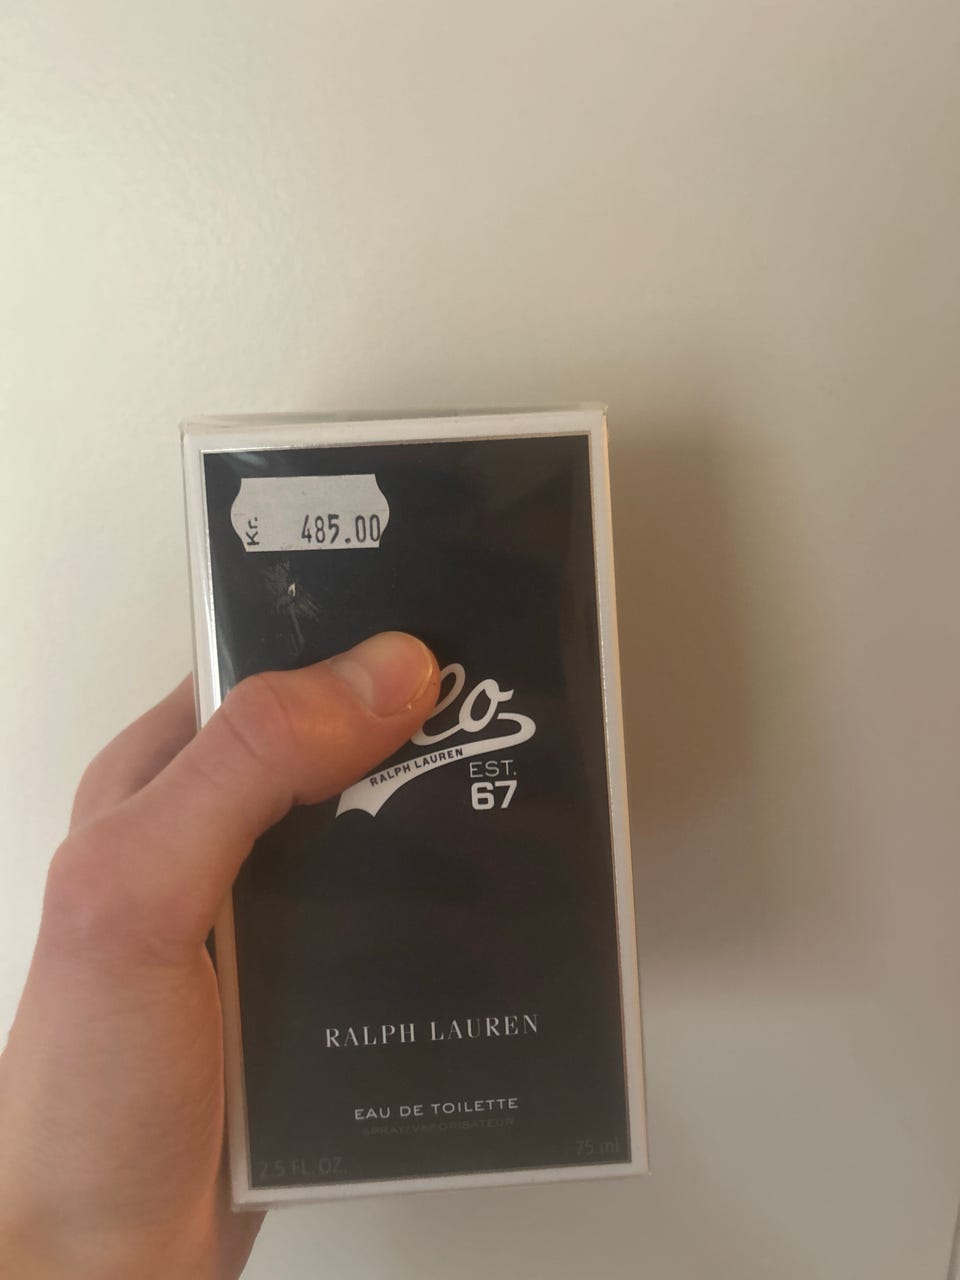 Kr. 485.00
lo
RALPH LAUREN
EST.
67
RALPH LAUREN
EAU DE TOILETTE
SPRAY/VAPORISATEUR
2.5 FL. OZ. 75 ml